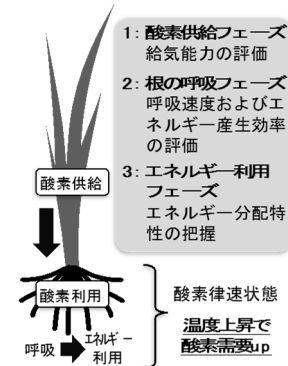 1：酸素供給フェーズ
給気能力の評価
2：根の呼吸フェーズ
呼吸速度およびエ
ネルギー産生効率
の評価
3：エネルギー利用
フェーズ
エネルギー分配特
性の把握
酸素供給
酸素利用
呼吸
エネルギー
利用
酸素律速状態
温度上昇で
酸素需要up